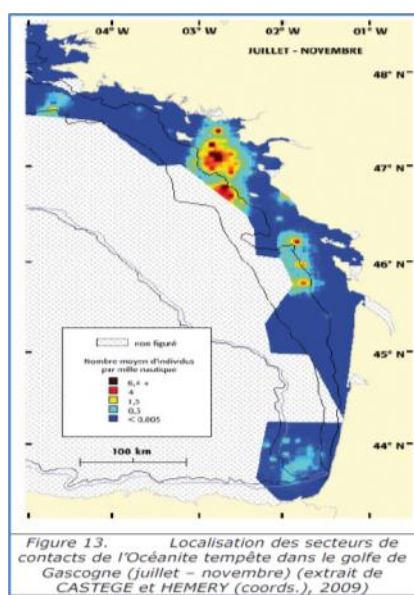 04° W 03° W 02° W 01° W
JUILLET - NOVEMBRE
48° N
47° N
46° N
45° N
44° N
non figuré
Nombre moyen d'individus
par mille nautique
6,4 +
4
1,5
0,5
< 0.005
100 km
Figure 13. Localisation des secteurs de
contacts de l'Océanite tempête dans le golfe de
Gascogne (juillet – novembre) (extrait de
CASTEGE et HEMERY (coords.), 2009)